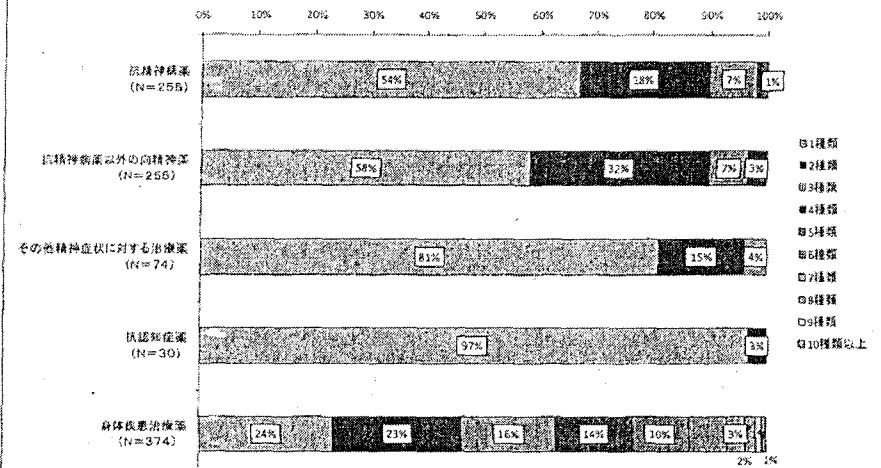 0% 10% 20% 30% 40% 50% 60% 70% 80% 90% 100%
抗精神病薬
(N=255)
54% 18% 7% 1%
抗精神病薬以外の向精神薬
(N=255)
58% 32% 7% 3%
その他精神症状に対する治療薬
(N=74)
81% 15% 4%
抗認知症薬
(N=30)
97% 3%
身体疾患治療薬
(N=374)
24% 23% 16% 14% 10% 3%
2% 1%
1種類
2種類
3種類
4種類
5種類
6種類
7種類
8種類
9種類
10種類以上